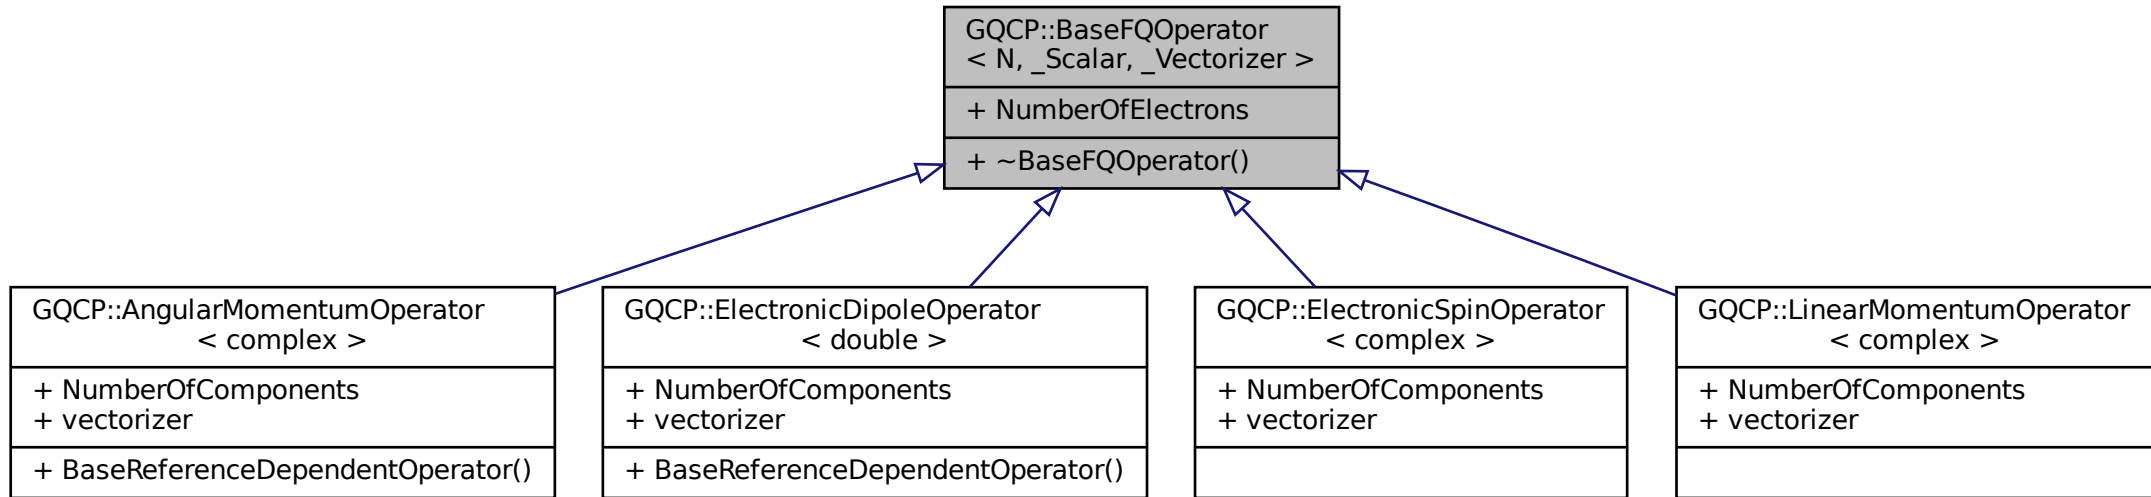 GQCP::BaseFQOperator
< N, _Scalar, _Vectorizer >
+ NumberOfElectrons
+ ~BaseFQOperator()
GQCP::AngularMomentumOperator
< complex >
+ NumberOfComponents
+ vectorizer
+ BaseReferenceDependentOperator()
GQCP::ElectronicDipoleOperator
< double >
+ NumberOfComponents
+ vectorizer
+ BaseReferenceDependentOperator()
GQCP::ElectronicSpinOperator
< complex >
+ NumberOfComponents
+ vectorizer
GQCP::LinearMomentumOperator
< complex >
+ NumberOfComponents
+ vectorizer